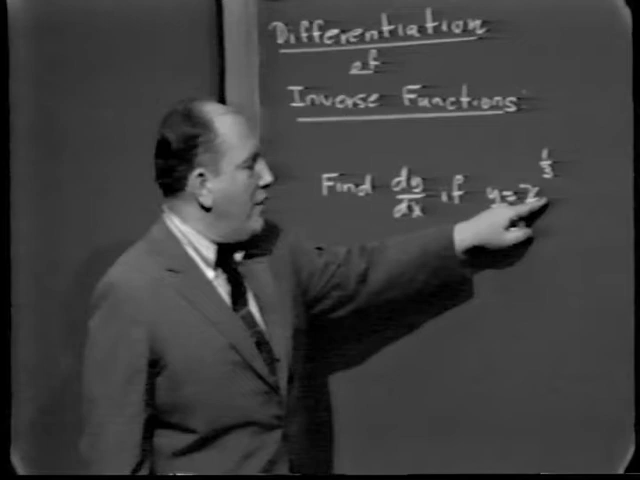 Differentiation
of
Inverse Functions
Find dy/dx if y = x^1/3